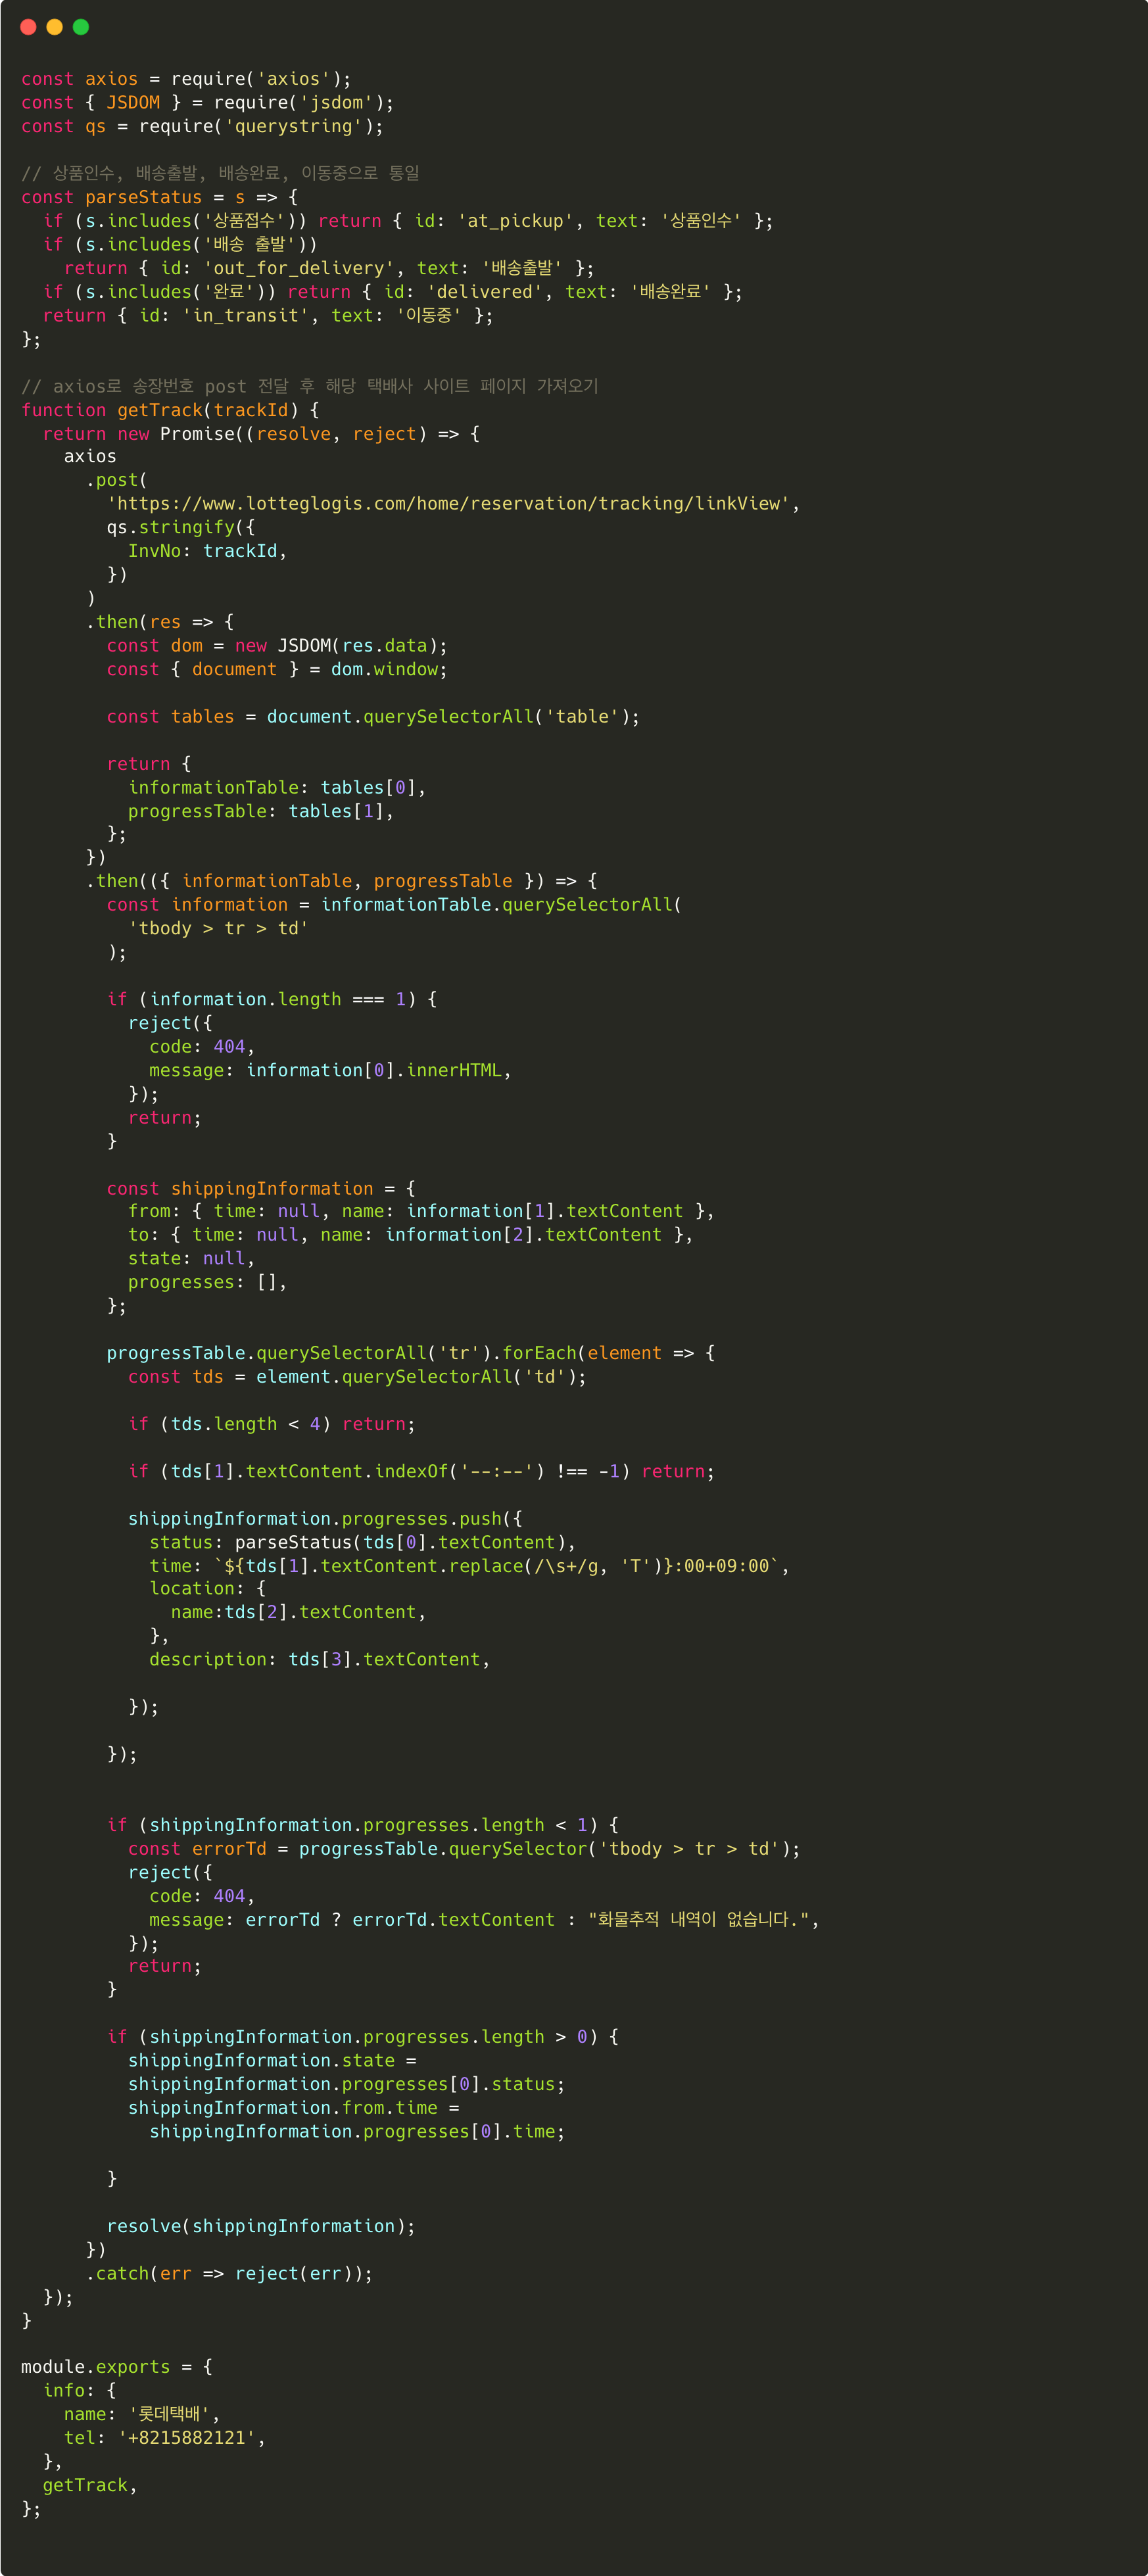 const axios = require('axios');
const { JSDOM } = require('jsdom');
const qs = require('querystring');
// 상품인수, 배송출발, 배송완료, 이동중으로 통일
const parseStatus = s => {
  if (s.includes('상품접수')) return { id: 'at_pickup', text: '상품인수' };
  if (s.includes('배송 출발'))
    return { id: 'out_for_delivery', text: '배송출발' };
  if (s.includes('완료')) return { id: 'delivered', text: '배송완료' };
  return { id: 'in_transit', text: '이동중' };
};
// axios로 송장번호 post 전달 후 해당 택배사 사이트 페이지 가져오기
function getTrack(trackId) {
  return new Promise((resolve, reject) => {
    axios
      .post(
        'https://www.lotteglogis.com/home/reservation/tracking/linkView',
        qs.stringify({
          InvNo: trackId,
        })
      )
      .then(res => {
        const dom = new JSDOM(res.data);
        const { document } = dom.window;
        const tables = document.querySelectorAll('table');
        return {
          informationTable: tables[0],
          progressTable: tables[1],
        };
      })
      .then(({ informationTable, progressTable }) => {
        const information = informationTable.querySelectorAll(
          'tbody > tr > td'
        );
        if (information.length === 1) {
          reject({
            code: 404,
            message: information[0].innerHTML,
          });
          return;
        }
        const shippingInformation = {
          from: { time: null, name: information[1].textContent },
          to: { time: null, name: information[2].textContent },
          state: null,
          progresses: [],
        };
        progressTable.querySelectorAll('tr').forEach(element => {
          const tds = element.querySelectorAll('td');
          if (tds.length < 4) return;
          if (tds[1].textContent.indexOf('--:--') !== -1) return;
          shippingInformation.progresses.push({
            status: parseStatus(tds[0].textContent),
            time: `${tds[1].textContent.replace(/\s+/g, 'T')}:00+09:00`,
            location: {
              name:tds[2].textContent,
            },
            description: tds[3].textContent,
          });
        });
        if (shippingInformation.progresses.length < 1) {
          const errorTd = progressTable.querySelector('tbody > tr > td');
          reject({
            code: 404,
            message: errorTd ? errorTd.textContent : "화물추적 내역이 없습니다.",
          });
          return;
        }
        if (shippingInformation.progresses.length > 0) {
          shippingInformation.state =
          shippingInformation.progresses[0].status;
          shippingInformation.from.time =
            shippingInformation.progresses[0].time;
        }
        resolve(shippingInformation);
      })
      .catch(err => reject(err));
  });
}
module.exports = {
  info: {
    name: '롯데택배',
    tel: '+8215882121',
  },
  getTrack,
};